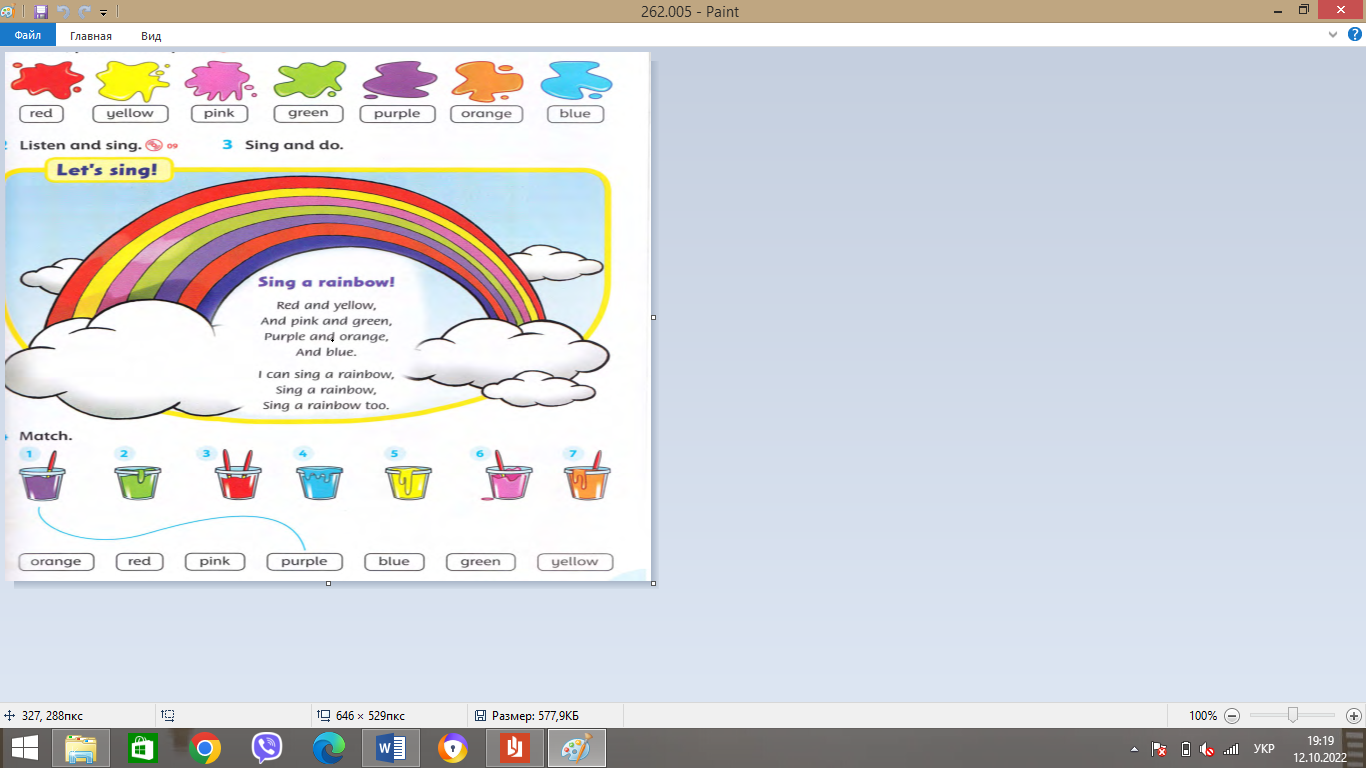 262.005 - Paint
Файл Главная Вид
red yellow pink green purple orange blue
Listen and sing. 09 3 Sing and do.
Let's sing!
Sing a rainbow!
Red and yellow,
And pink and green,
Purple and orange,
And blue.
I can sing a rainbow,
Sing a rainbow,
Sing a rainbow too.
Match.
1 2 3 4 5 6 7
orange red pink purple blue green yellow
327, 288пкс 646 × 529пкс Размер: 577,9КБ 100%
УКР 19:19
12.10.2022